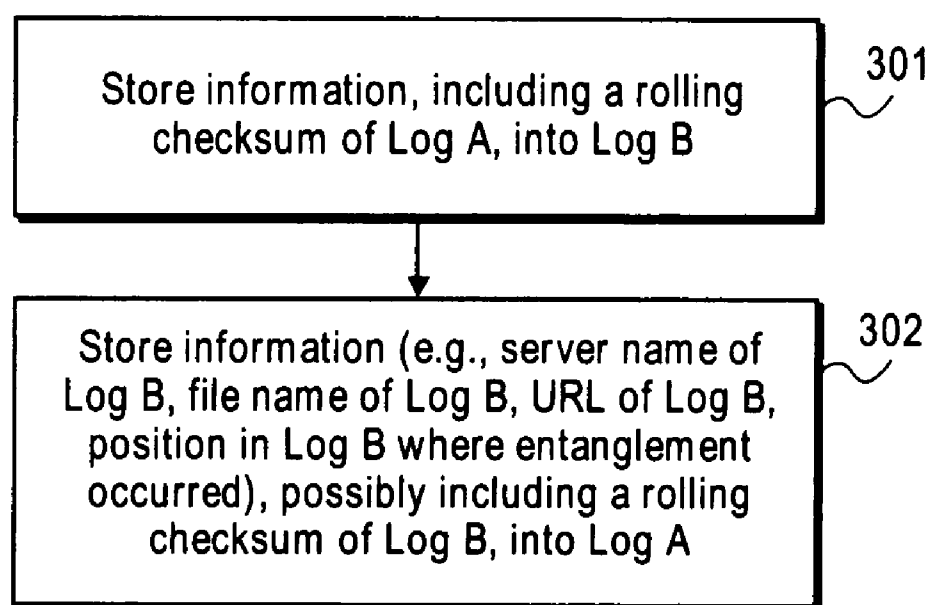 Store information, including a rolling
checksum of Log A, into Log B
301
Store information (e.g., server name of
Log B, file name of Log B, URL of Log B,
position in Log B where entanglement
occurred), possibly including a rolling
checksum of Log B, into Log A
302